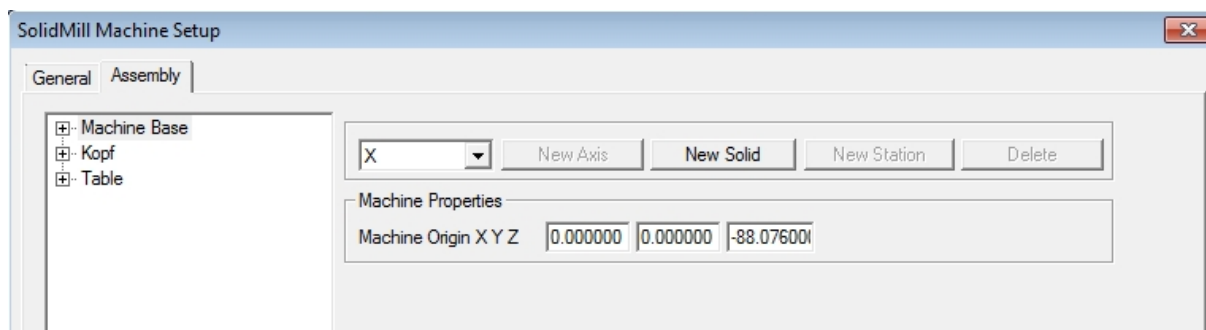 SolidMill Machine Setup
General Assembly
Machine Base
Kopf
Table
X New Axis New Solid New Station Delete
Machine Properties
Machine Origin X Y Z 0.000000 0.000000 -88.076000